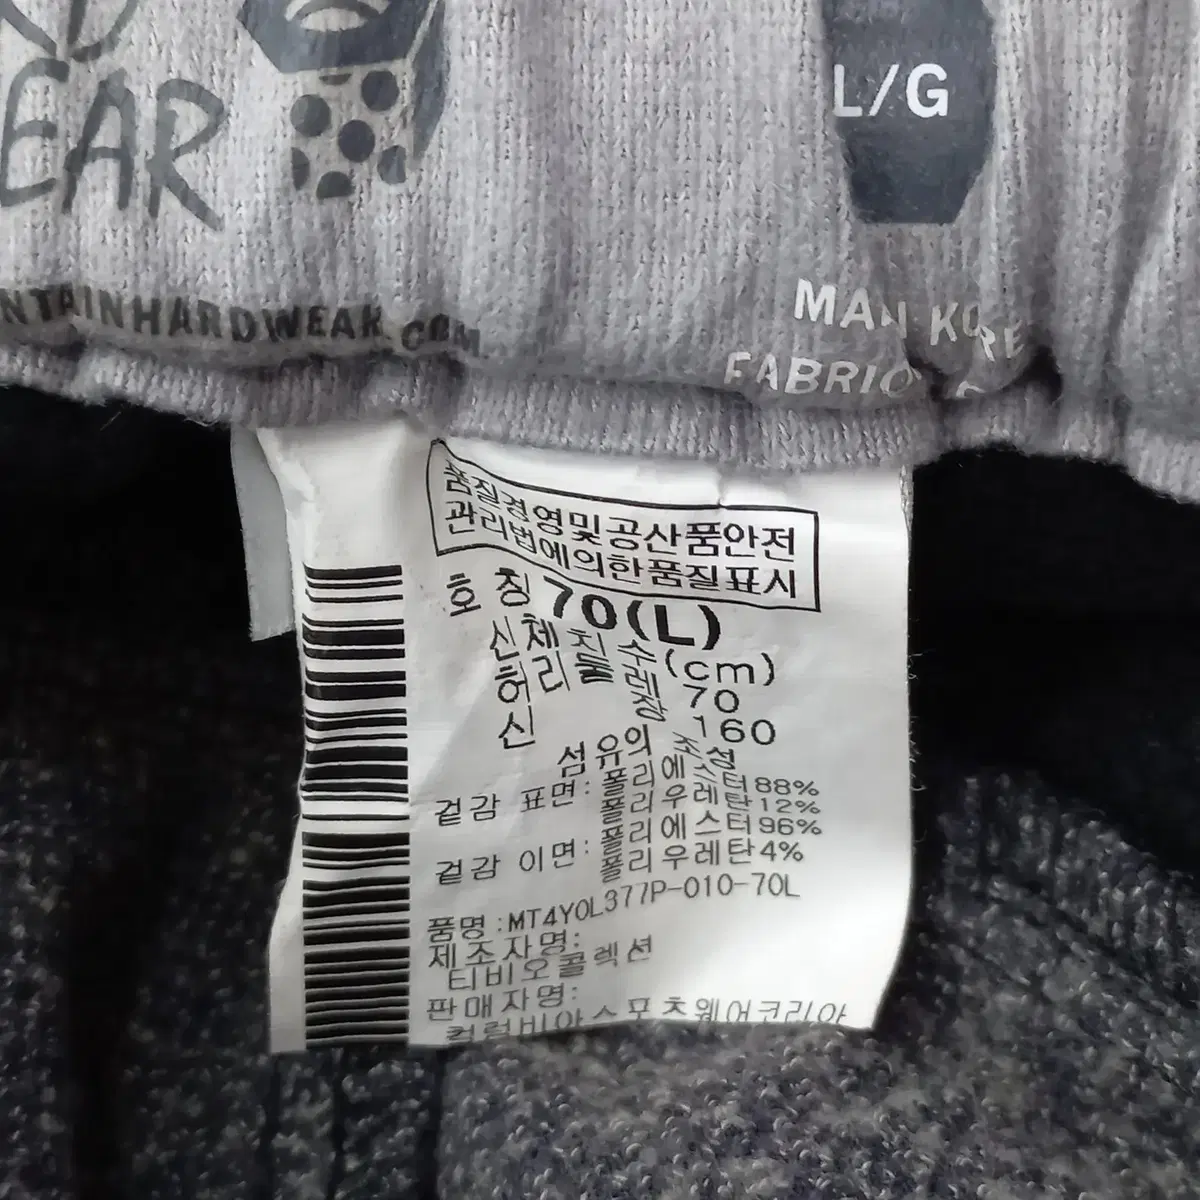 EAR
L/G
NTAINHARDWEAR.COM
MAN KORE
FABRIC
품질경영및공산품안전
관리법에의한품질표시
호 칭 70(L)
신체치수(cm)
허리둘레 70
신 장 160
섬유의 조성
겉감 표면: 폴리에스터88%
폴리우레탄12%
겉감 이면: 폴리에스터96%
폴리우레탄4%
품명:MT4Y0L377P-010-70L
제조자명:
티비오콜렉션
판매자명:
컬럼비아스포츠웨어코리아